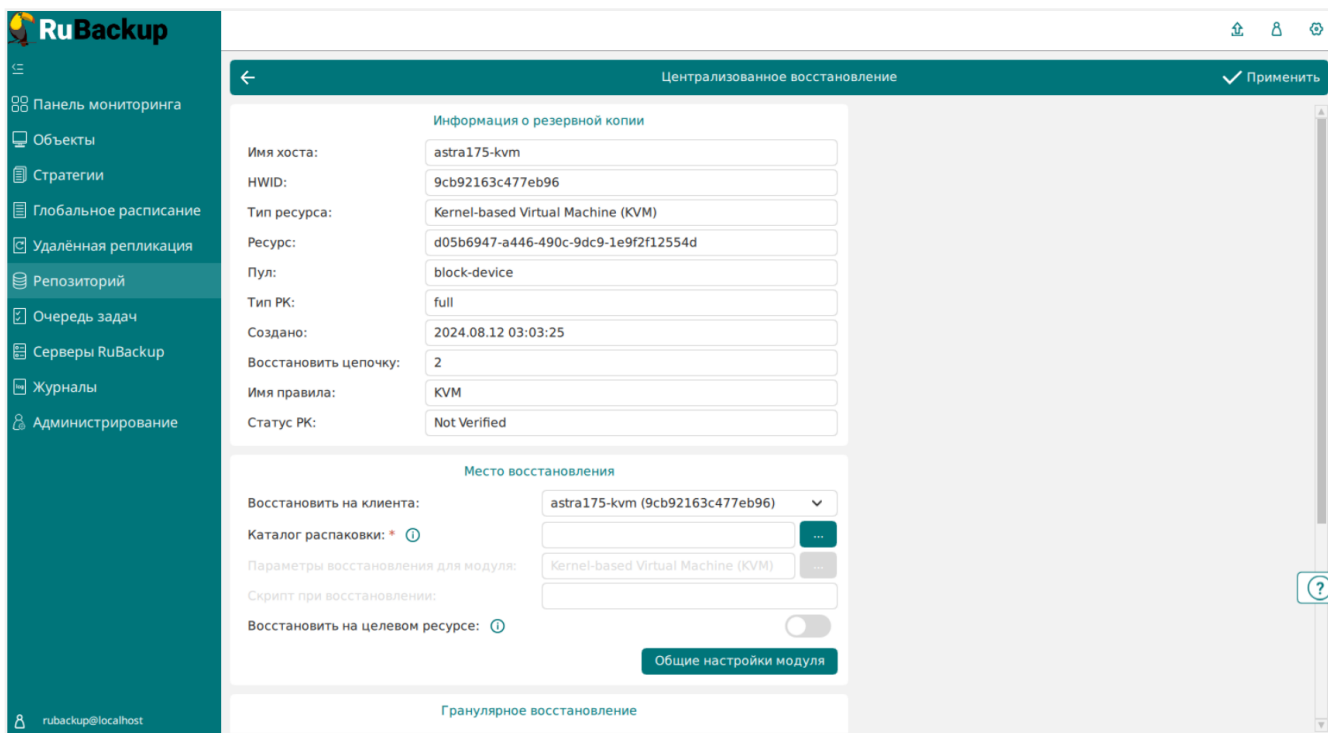 RuBackup
Централизованное восстановление
Применить
Панель мониторинга
Объекты
Стратегии
Глобальное расписание
Удалённая репликация
Репозиторий
Очередь задач
Серверы RuBackup
Журналы
Администрирование
rubackup@localhost
Информация о резервной копии
Имя хоста: astra175-kvm
HWID: 9cb92163c477eb96
Тип ресурса: Kernel-based Virtual Machine (KVM)
Ресурс: d05b6947-a446-490c-9dc9-1e9f2f12554d
Пул: block-device
Тип РК: full
Создано: 2024.08.12 03:03:25
Восстановить цепочку: 2
Имя правила: KVM
Статус РК: Not Verified
Место восстановления
Восстановить на клиента: astra175-kvm (9cb92163c477eb96)
Каталог распаковки: * ...
Параметры восстановления для модуля: Kernel-based Virtual Machine (KVM) ...
Скрипт при восстановлении:
Восстановить на целевом ресурсе:
Общие настройки модуля
Гранулярное восстановление
?